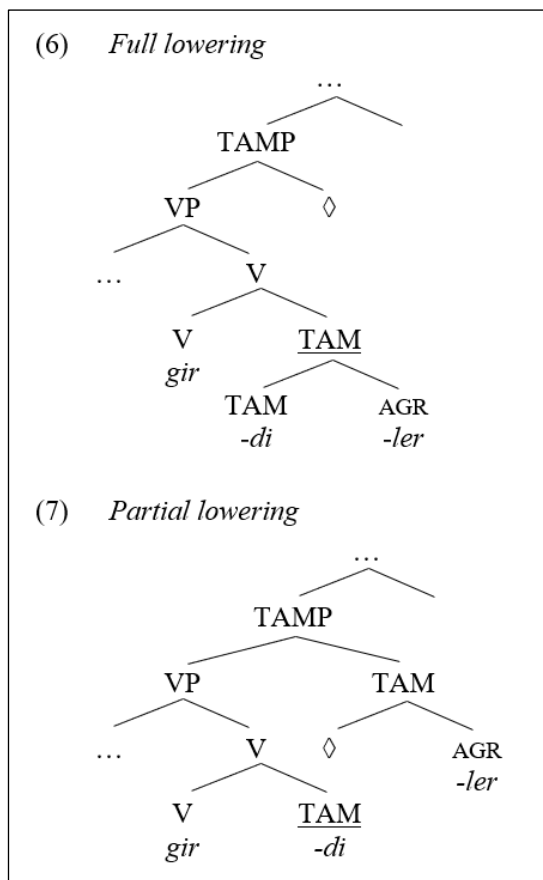 (6) Full lowering
…
TAMP
VP ◊
… V
V TAM
gir
TAM AGR
-di -ler
(7) Partial lowering
…
TAMP
VP TAM
… V ◊ AGR
-ler
V TAM
gir -di